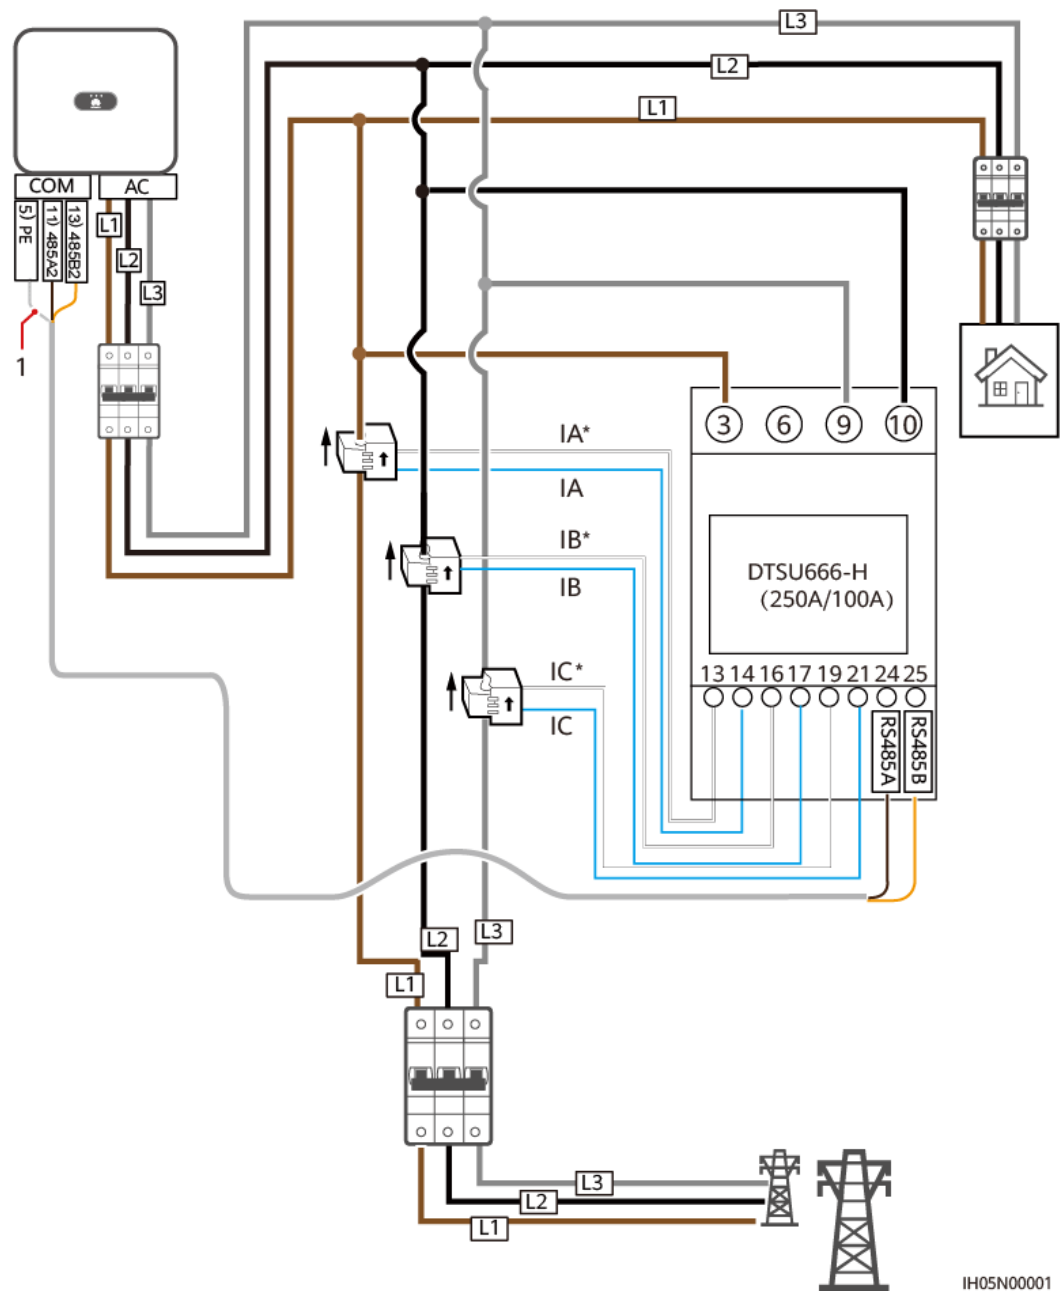 L3
L2
L1
COM
AC
5) PE
11) 485A2
13) 485B2
L1
L2
L3
1
3
6
9
10
IA*
IA
IB*
IB
DTSU666-H
(250A/100A)
IC*
IC
13 14 16 17 19 21 24 25
RS485A
RS485B
L2
L3
L1
L3
L2
L1
IH05N00001